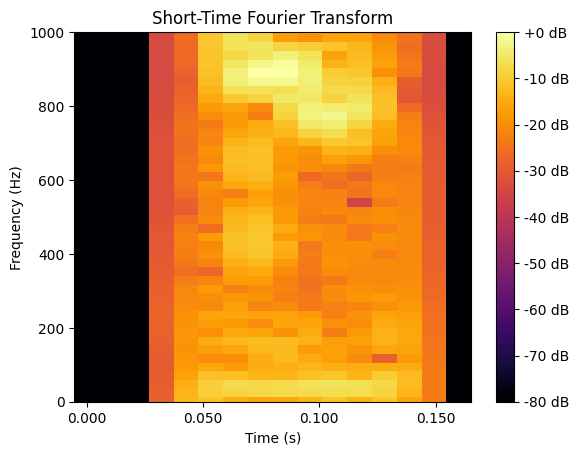 Short-Time Fourier Transform
1000
800
600
400
200
0
Frequency (Hz)
0.000
0.050
0.100
0.150
Time (s)
+0 dB
-10 dB
-20 dB
-30 dB
-40 dB
-50 dB
-60 dB
-70 dB
-80 dB